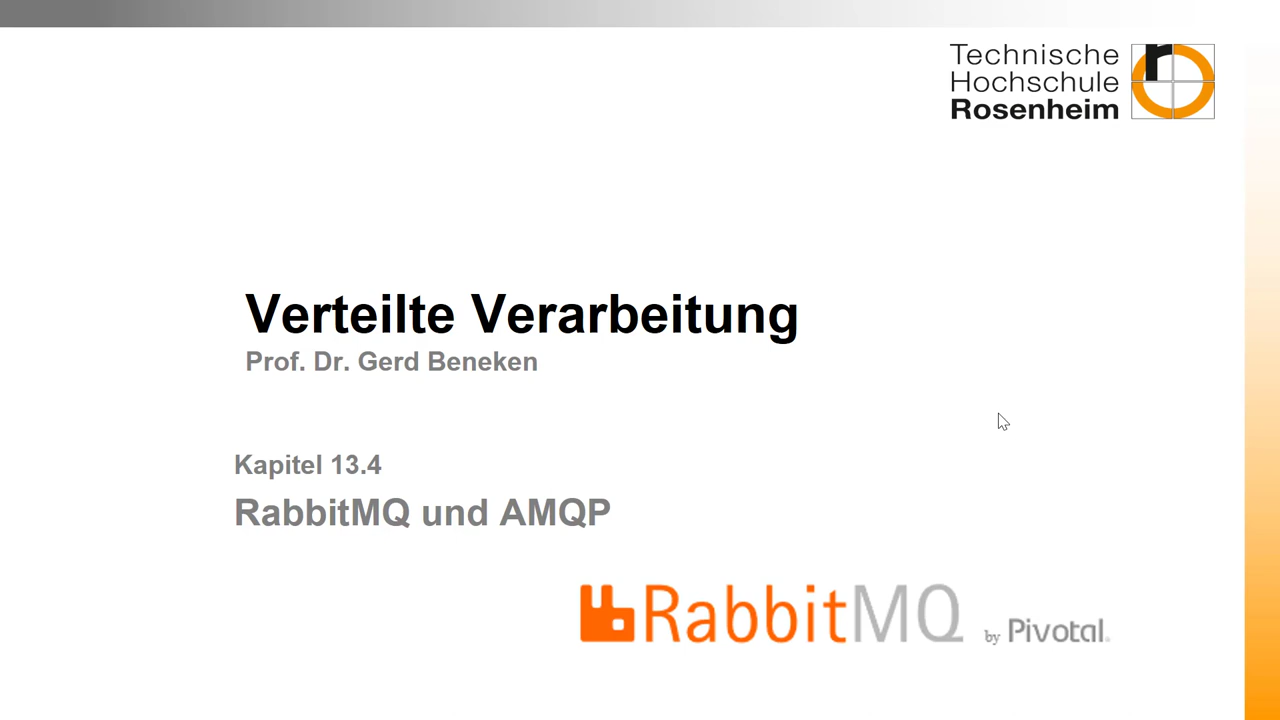 Technische
Hochschule
Rosenheim
Verteilte Verarbeitung
Prof. Dr. Gerd Beneken
Kapitel 13.4
RabbitMQ und AMQP
RabbitMQ by Pivotal.